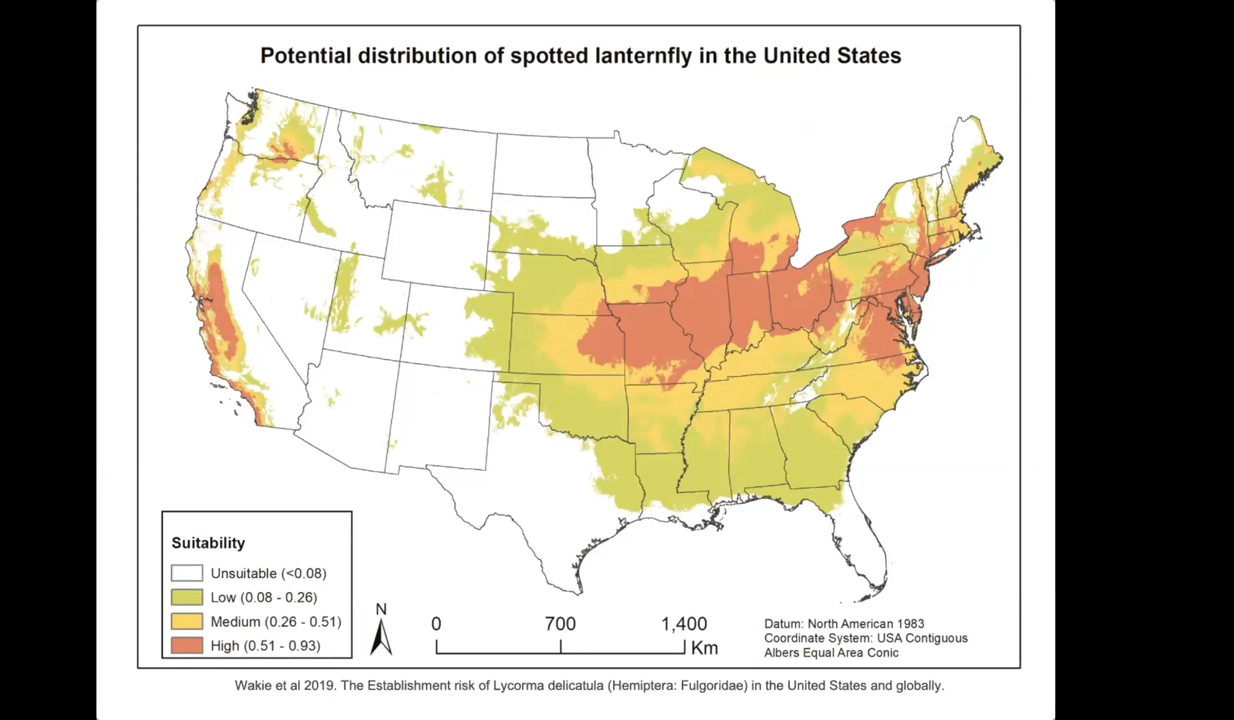 Potential distribution of spotted lanternfly in the United States
Suitability
Unsuitable (<0.08)
Low (0.08 - 0.26)
Medium (0.26 - 0.51)
High (0.51 - 0.93)
N
0 700 1,400
Km
Datum: North American 1983
Coordinate System: USA Contiguous
Albers Equal Area Conic
Wakie et al 2019. The Establishment risk of Lycorma delicatula (Hemiptera: Fulgoridae) in the United States and globally.